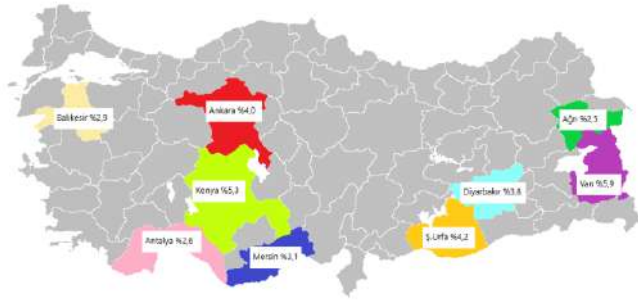 Ankara %4,0
Balıkesir %2,9
Ağrı %2,5
Konya %5,3
Diyarbakır %3,8
Van %5,9
Antalya %2,6
Ş.Urfa %4,2
Mersin %3,1